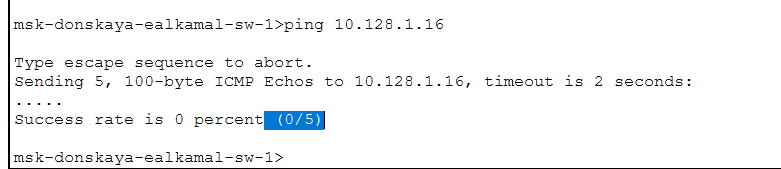 msk-donskaya-ealkamal-sw-1>ping 10.128.1.16
Type escape sequence to abort.
Sending 5, 100-byte ICMP Echos to 10.128.1.16, timeout is 2 seconds:
.....
Success rate is 0 percent (0/5)
msk-donskaya-ealkamal-sw-1>